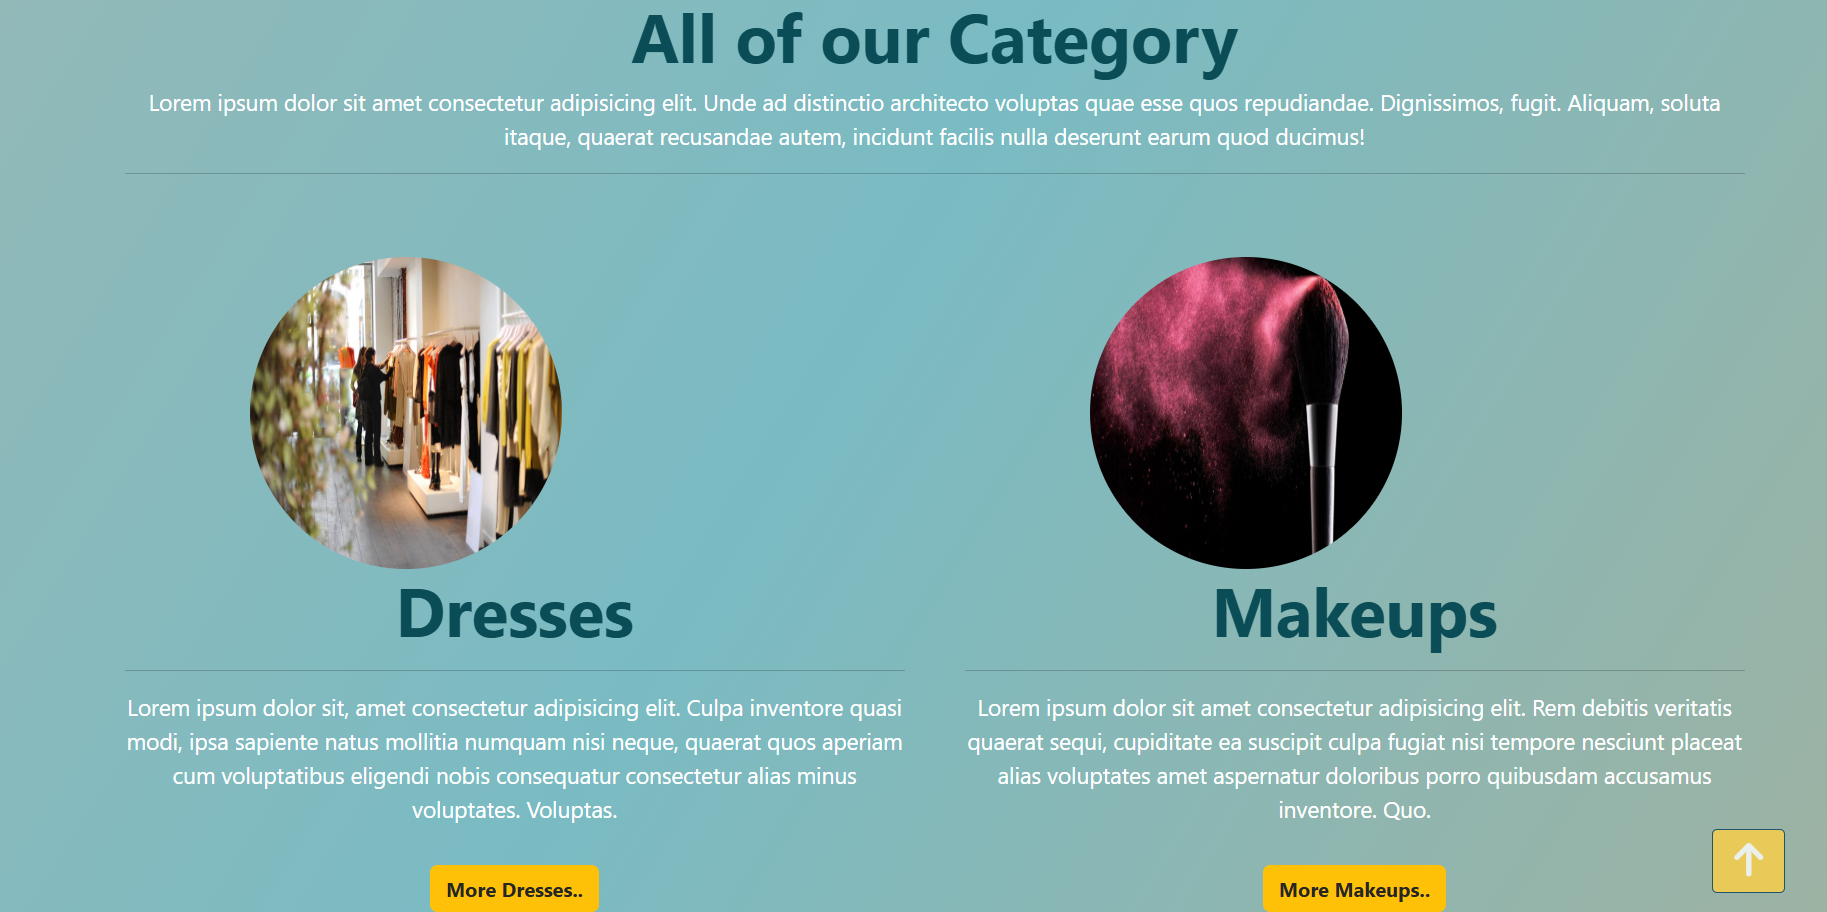 All of our Category
Lorem ipsum dolor sit amet consectetur adipisicing elit. Unde ad distinctio architecto voluptas quae esse quos repudiandae. Dignissimos, fugit. Aliquam, soluta
itaque, quaerat recusandae autem, incidunt facilis nulla deserunt earum quod ducimus!
Dresses
Lorem ipsum dolor sit, amet consectetur adipisicing elit. Culpa inventore quasi
modi, ipsa sapiente natus mollitia numquam nisi neque, quaerat quos aperiam
cum voluptatibus eligendi nobis consequatur consectetur alias minus
voluptates. Voluptas.
More Dresses..
Makeups
Lorem ipsum dolor sit amet consectetur adipisicing elit. Rem debitis veritatis
quaerat sequi, cupiditate ea suscipit culpa fugiat nisi tempore nesciunt placeat
alias voluptates amet aspernatur doloribus porro quibusdam accusamus
inventore. Quo.
More Makeups..